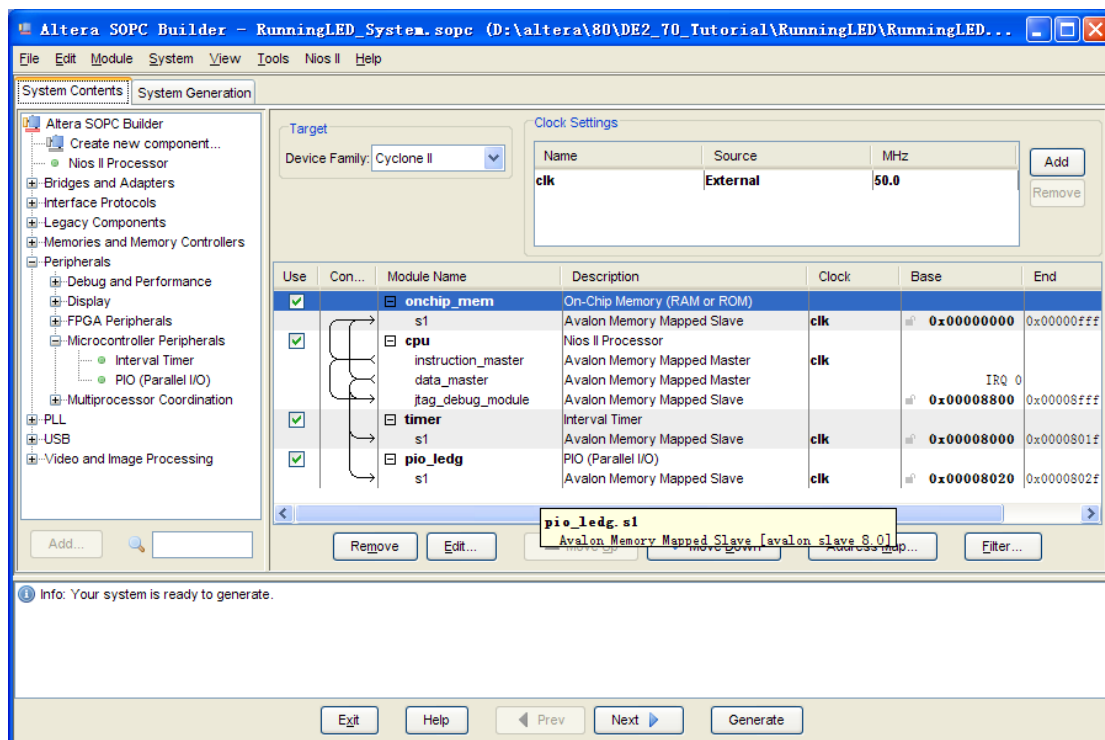 Altera SOPC Builder - RunningLED_System.sopc (D:\altera\80\DE2_70_Tutorial\RunningLED\RunningLED...
File Edit Module System View Tools Nios II Help
System Contents System Generation
Altera SOPC Builder
Create new component...
Nios II Processor
Bridges and Adapters
Interface Protocols
Legacy Components
Memories and Memory Controllers
Peripherals
Debug and Performance
Display
FPGA Peripherals
Microcontroller Peripherals
Interval Timer
PIO (Parallel I/O)
Multiprocessor Coordination
PLL
USB
Video and Image Processing
Add...
Target
Device Family: Cyclone II
Clock Settings
Name Source MHz
clk External 50.0
Add
Remove
Use Con... Module Name Description Clock Base End
onchip_mem On-Chip Memory (RAM or ROM)
s1 Avalon Memory Mapped Slave clk 0x00000000 0x00000fff
cpu Nios II Processor
instruction_master Avalon Memory Mapped Master clk
data_master Avalon Memory Mapped Master IRQ 0
jtag_debug_module Avalon Memory Mapped Slave 0x00008800 0x00008fff
timer Interval Timer
s1 Avalon Memory Mapped Slave clk 0x00008000 0x0000801f
pio_ledg PIO (Parallel I/O)
s1 Avalon Memory Mapped Slave clk 0x00008020 0x0000802f
pio_ledg.s1
Avalon Memory Mapped Slave [avalon slave 8.0]
Remove Edit... Move Up Move Down Address Map... Filter...
Info: Your system is ready to generate.
Exit Help Prev Next Generate